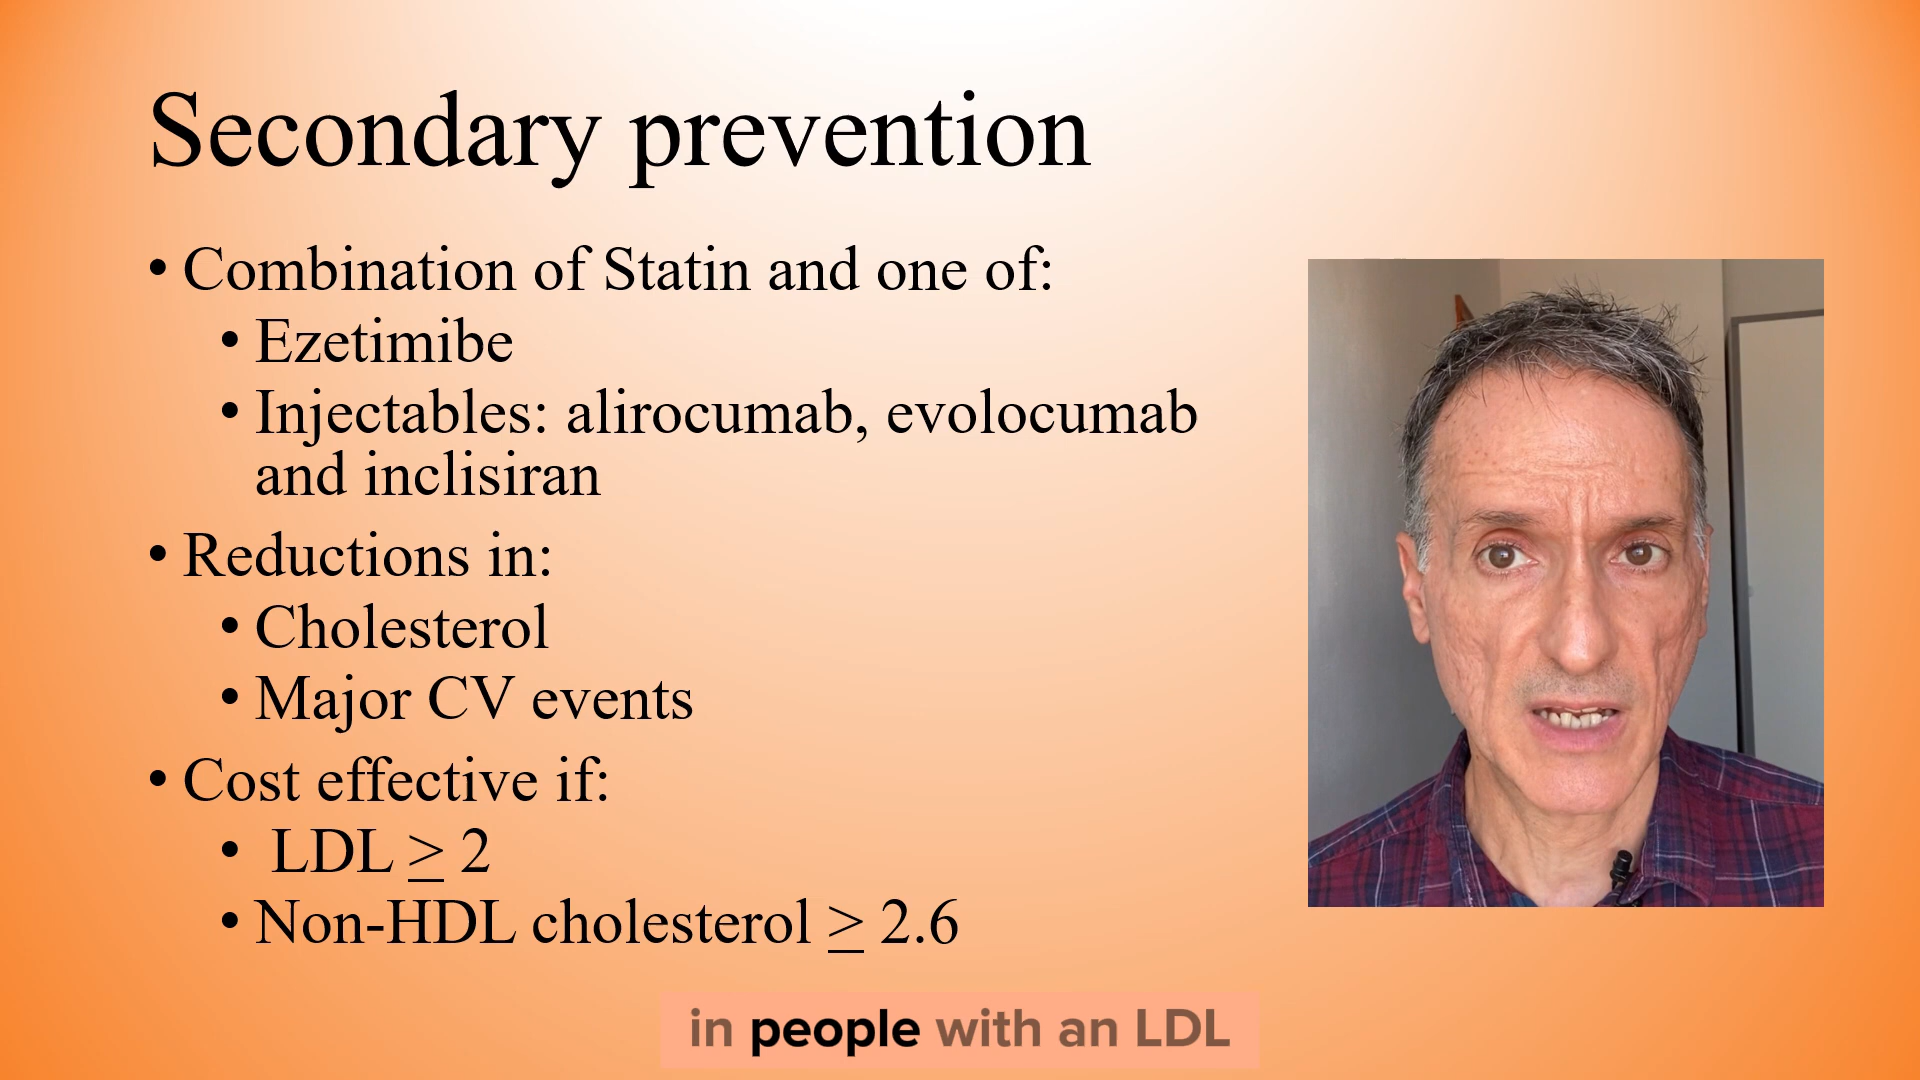 Secondary prevention
• Combination of Statin and one of:
• Ezetimibe
• Injectables: alirocumab, evolocumab
and inclisiran
• Reductions in:
• Cholesterol
• Major CV events
• Cost effective if:
• LDL ≥ 2
• Non-HDL cholesterol ≥ 2.6
in people with an LDL